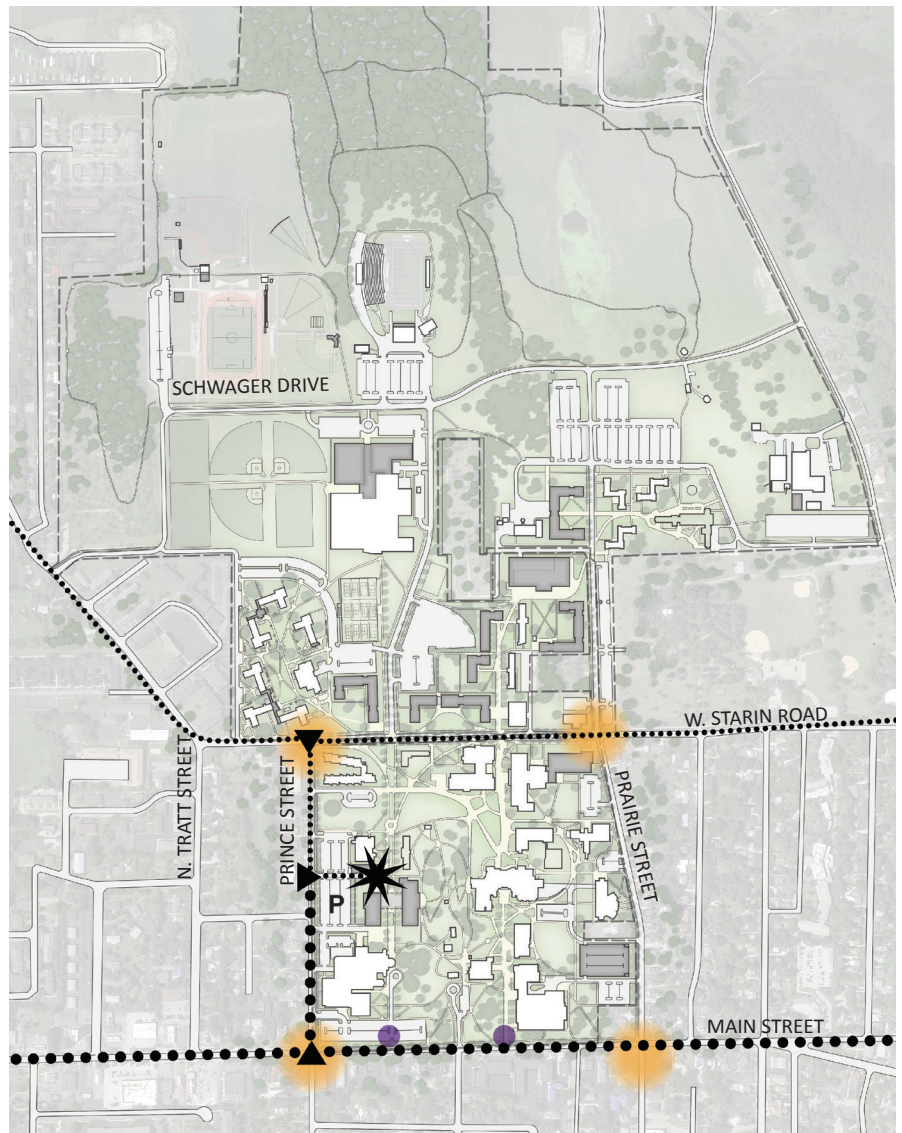 SCHWAGER DRIVE
W. STARIN ROAD
N. TRATT STREET
PRINCE STREET
PRAIRIE STREET
P
MAIN STREET